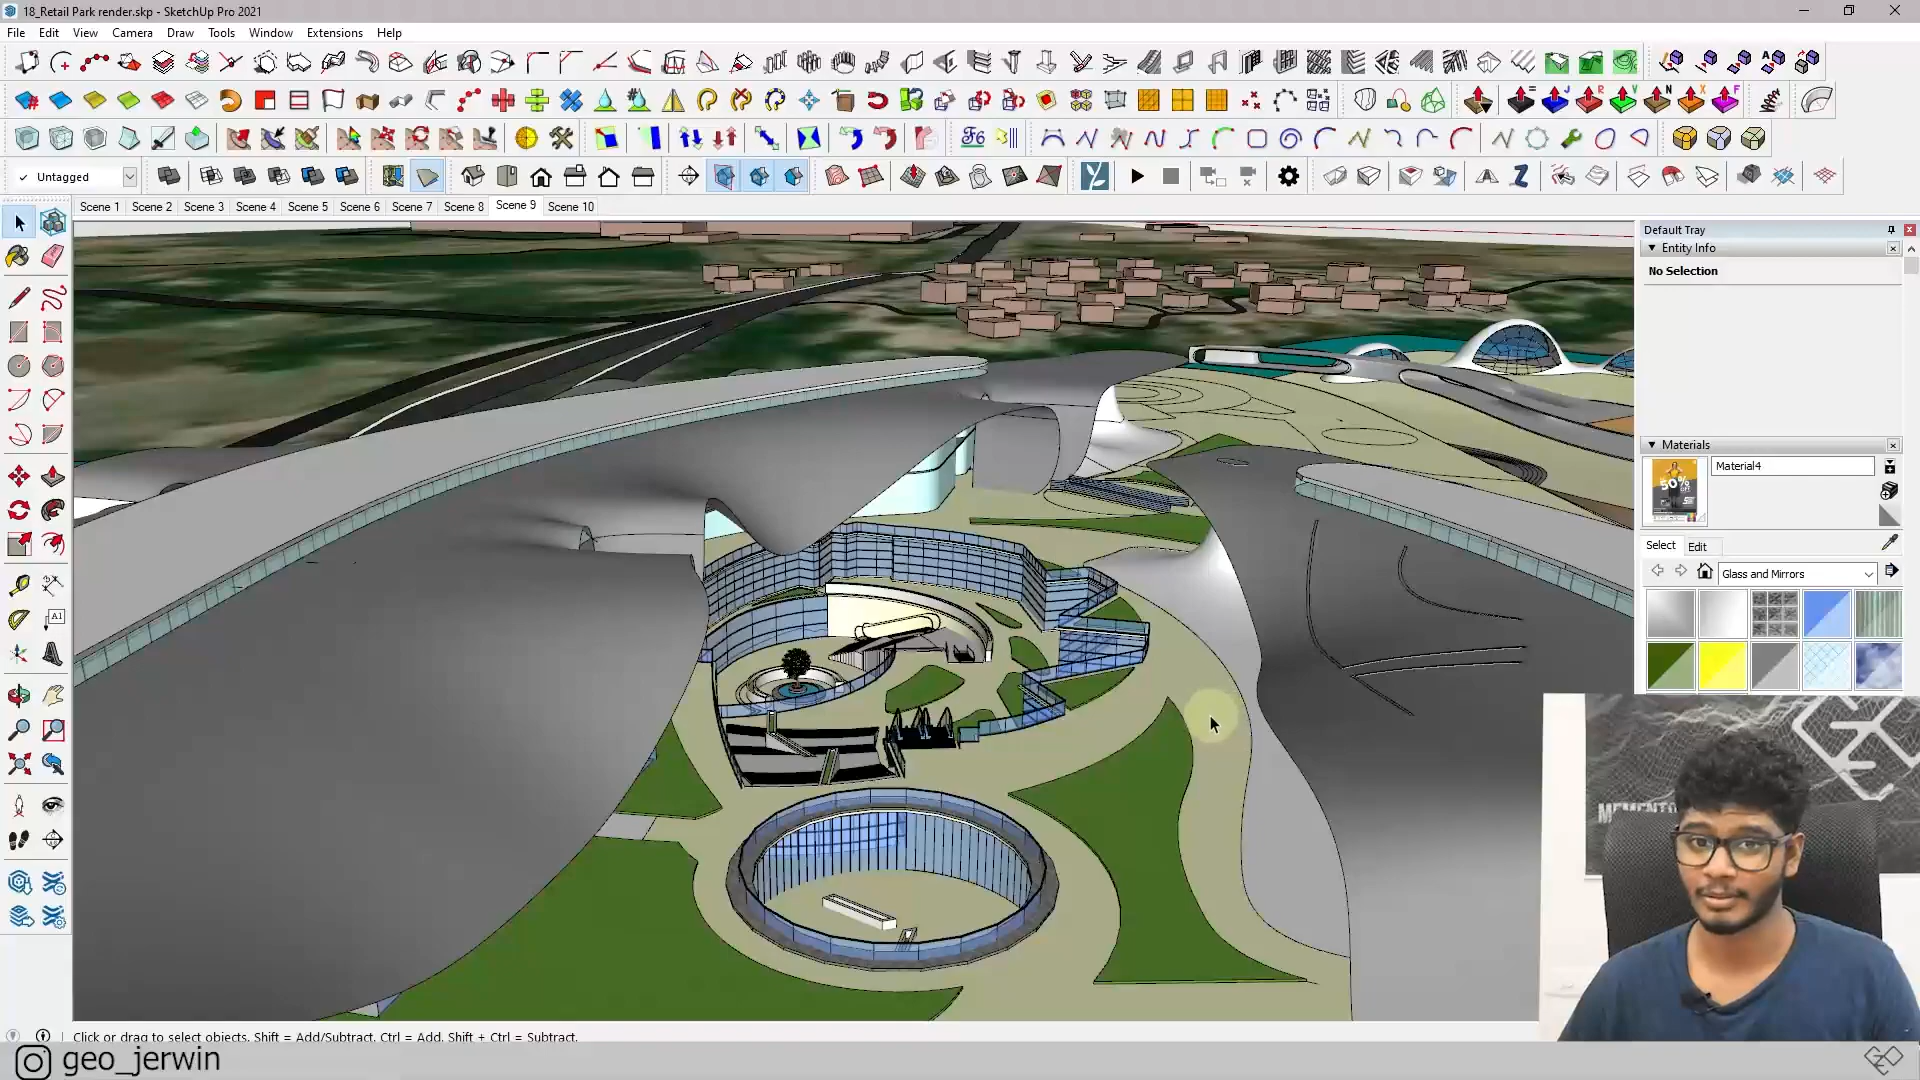 18_Retail Park render.skp - SketchUp Pro 2021
File Edit View Camera Draw Tools Window Extensions Help
Untagged
Scene 1 Scene 2 Scene 3 Scene 4 Scene 5 Scene 6 Scene 7 Scene 8 Scene 9 Scene 10
Default Tray
Entity Info
No Selection
Materials
Material4
50%
Select Edit
Glass and Mirrors
Click or drag to select objects. Shift = Add/Subtract. Ctrl = Add. Shift + Ctrl = Subtract.
geo_jerwin